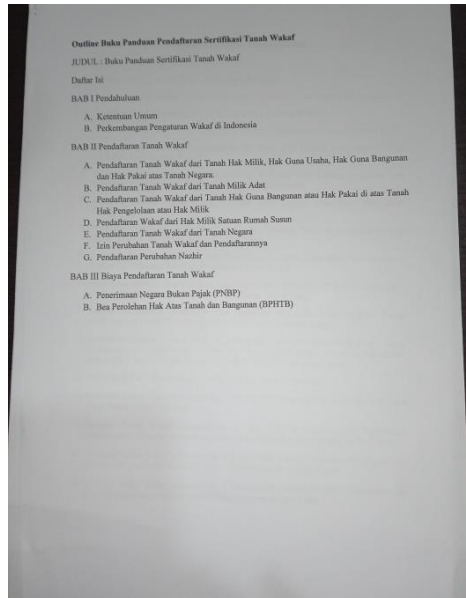 Outline Buku Panduan Pendaftaran Sertifikasi Tanah Wakaf
JUDUL : Buku Panduan Sertifikasi Tanah Wakaf
Daftar Isi
BAB I Pendahuluan
A. Ketentuan Umum
B. Perkembangan Pengaturan Wakaf di Indonesia
BAB II Pendaftaran Tanah Wakaf
A. Pendaftaran Tanah Wakaf dari Tanah Hak Milik, Hak Guna Usaha, Hak Guna Bangunan
dan Hak Pakai atas Tanah Negara.
B. Pendaftaran Tanah Wakaf dari Tanah Milik Adat
C. Pendaftaran Tanah Wakaf dari Tanah Hak Guna Bangunan atau Hak Pakai di atas Tanah
Hak Pengelolaan atau Hak Milik
D. Pendaftaran Wakaf dari Hak Milik Satuan Rumah Susun
E. Pendaftaran Tanah Wakaf dari Tanah Negara
F. Izin Perubahan Tanah Wakaf dan Pendaftarannya
G. Pendaftaran Perubahan Nazhir
BAB III Biaya Pendaftaran Tanah Wakaf
A. Penerimaan Negara Bukan Pajak (PNBP)
B. Bea Perolehan Hak Atas Tanah dan Bangunan (BPHTB)